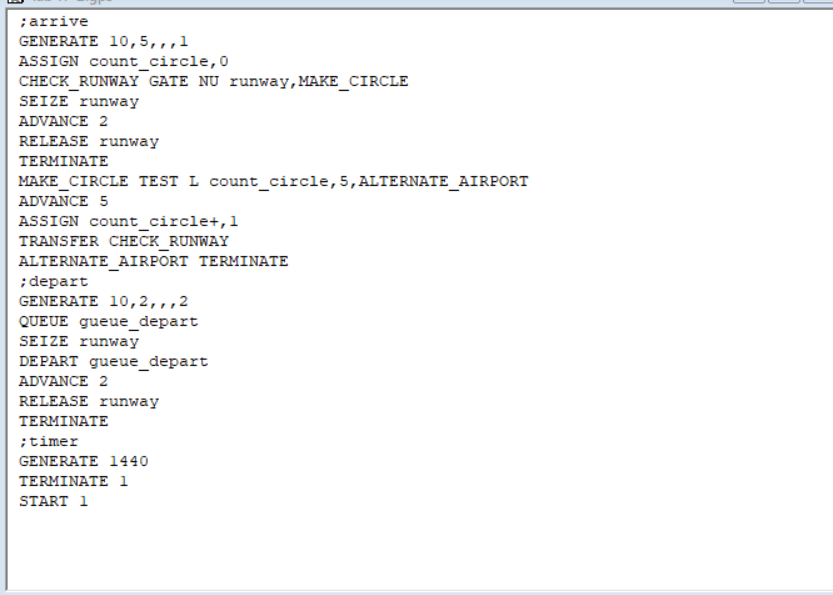 ;arrive
GENERATE 10,5,,,1
ASSIGN count_circle,0
CHECK_RUNWAY GATE NU runway,MAKE_CIRCLE
SEIZE runway
ADVANCE 2
RELEASE runway
TERMINATE
MAKE_CIRCLE TEST L count_circle,5,ALTERNATE_AIRPORT
ADVANCE 5
ASSIGN count_circle+,1
TRANSFER CHECK_RUNWAY
ALTERNATE_AIRPORT TERMINATE
;depart
GENERATE 10,2,,,2
QUEUE gueue_depart
SEIZE runway
DEPART gueue_depart
ADVANCE 2
RELEASE runway
TERMINATE
;timer
GENERATE 1440
TERMINATE 1
START 1